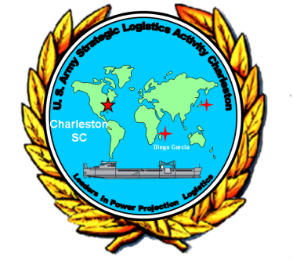 U. S. Army Strategic Logistics Activity Charleston
Charleston
SC
Diego Garcia
Leaders in Power Projection Logistics